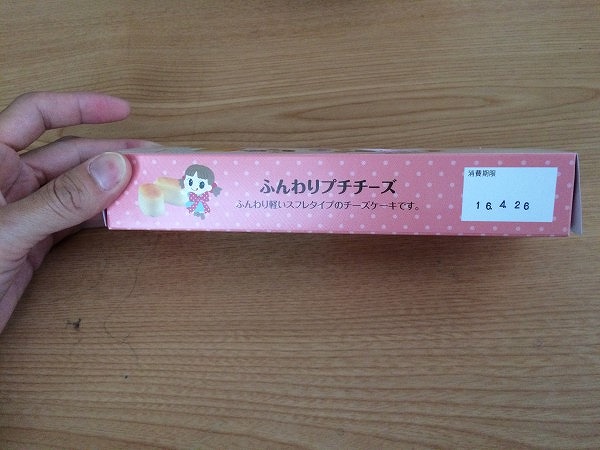 ふんわりプチチーズ
ふんわり軽いスフレタイプのチーズケーキです。
消費期限
16. 4. 26